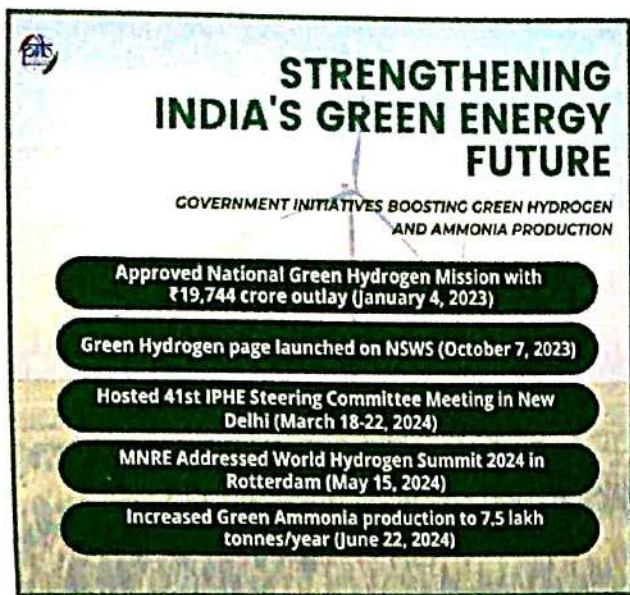 STRENGTHENING
INDIA'S GREEN ENERGY
FUTURE
GOVERNMENT INITIATIVES BOOSTING GREEN HYDROGEN
AND AMMONIA PRODUCTION
Approved National Green Hydrogen Mission with
₹19,744 crore outlay (January 4, 2023)
Green Hydrogen page launched on NSWS (October 7, 2023)
Hosted 41st IPHE Steering Committee Meeting in New
Delhi (March 18-22, 2024)
MNRE Addressed World Hydrogen Summit 2024 in
Rotterdam (May 15, 2024)
Increased Green Ammonia production to 7.5 lakh
tonnes/year (June 22, 2024)